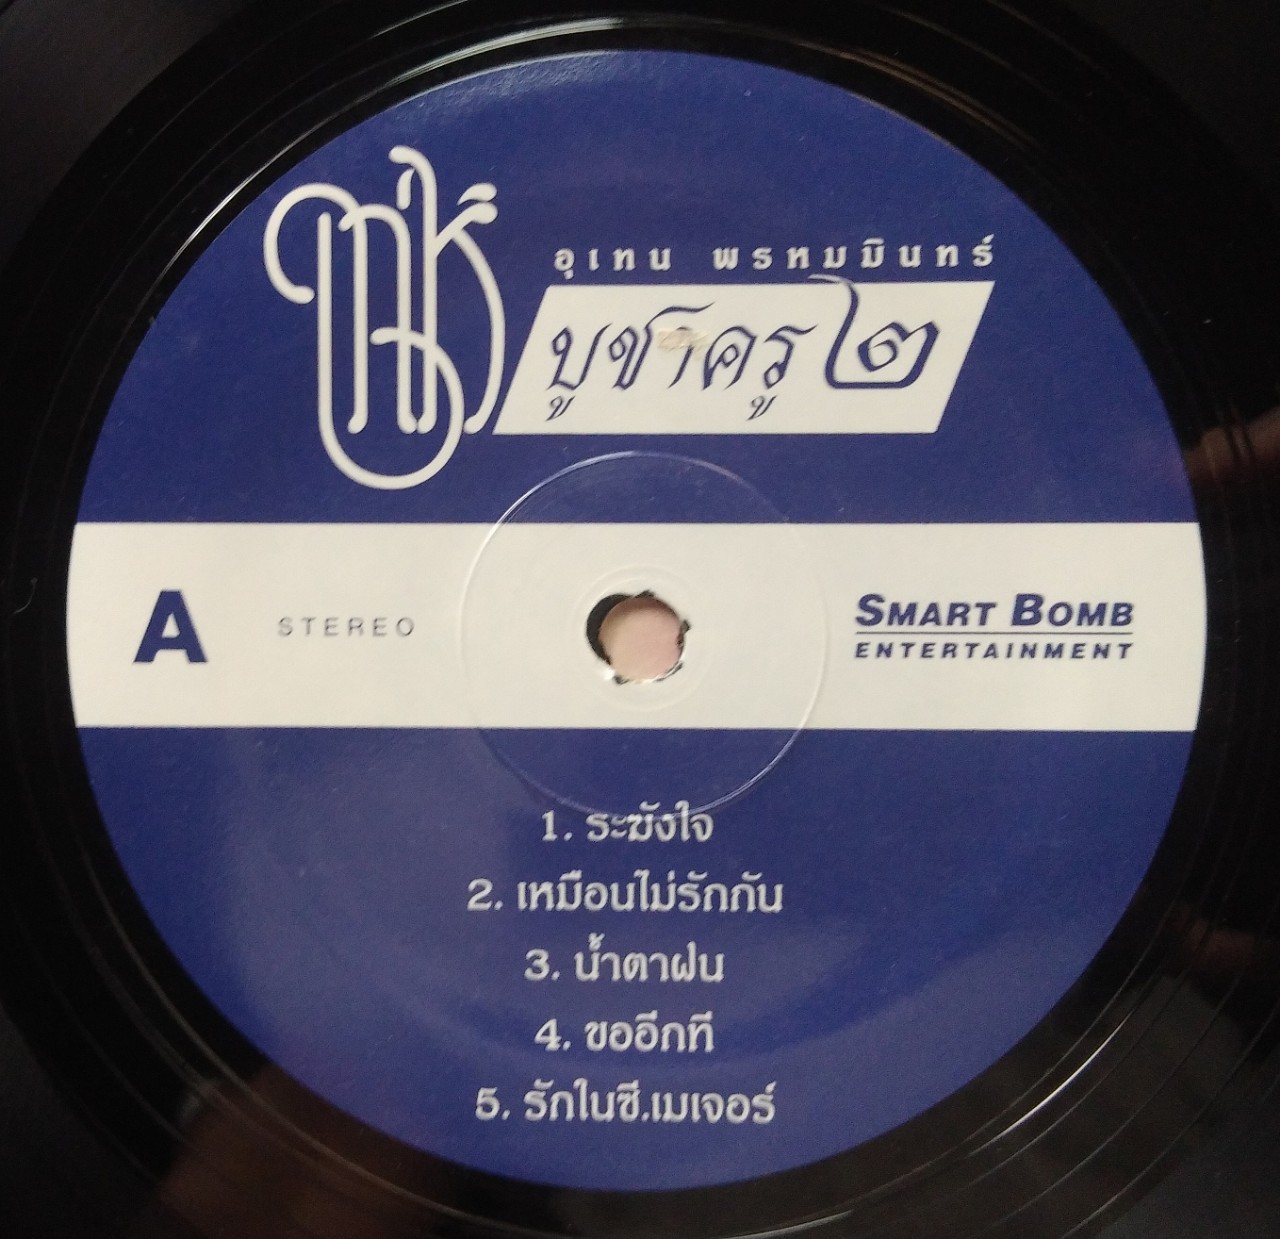 อุเทน พรหมมินทร์
บูชาครู ๒
A
STEREO
SMART BOMB
ENTERTAINMENT
1. ระฆังใจ
2. เหมือนไม่รักกัน
3. น้ำตาฝน
4. ขออีกที
5. รักในซี.เมเจอร์